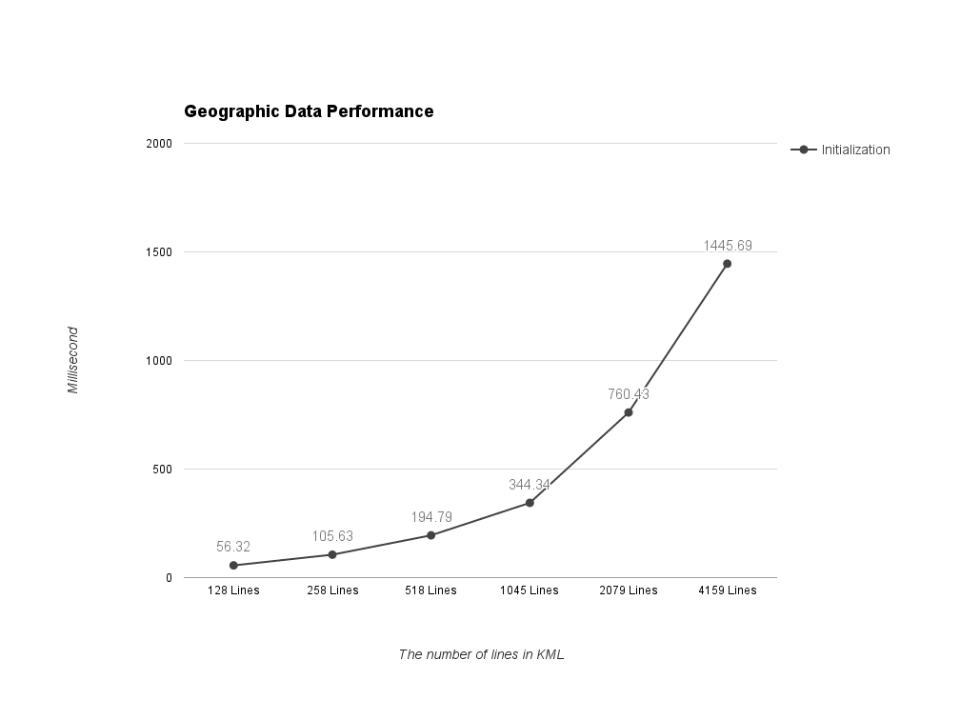 Geographic Data Performance
2000
1500
1000
500
0
Millisecond
Initialization
56.32
105.63
194.79
344.34
760.43
1445.69
128 Lines
258 Lines
518 Lines
1045 Lines
2079 Lines
4159 Lines
The number of lines in KML